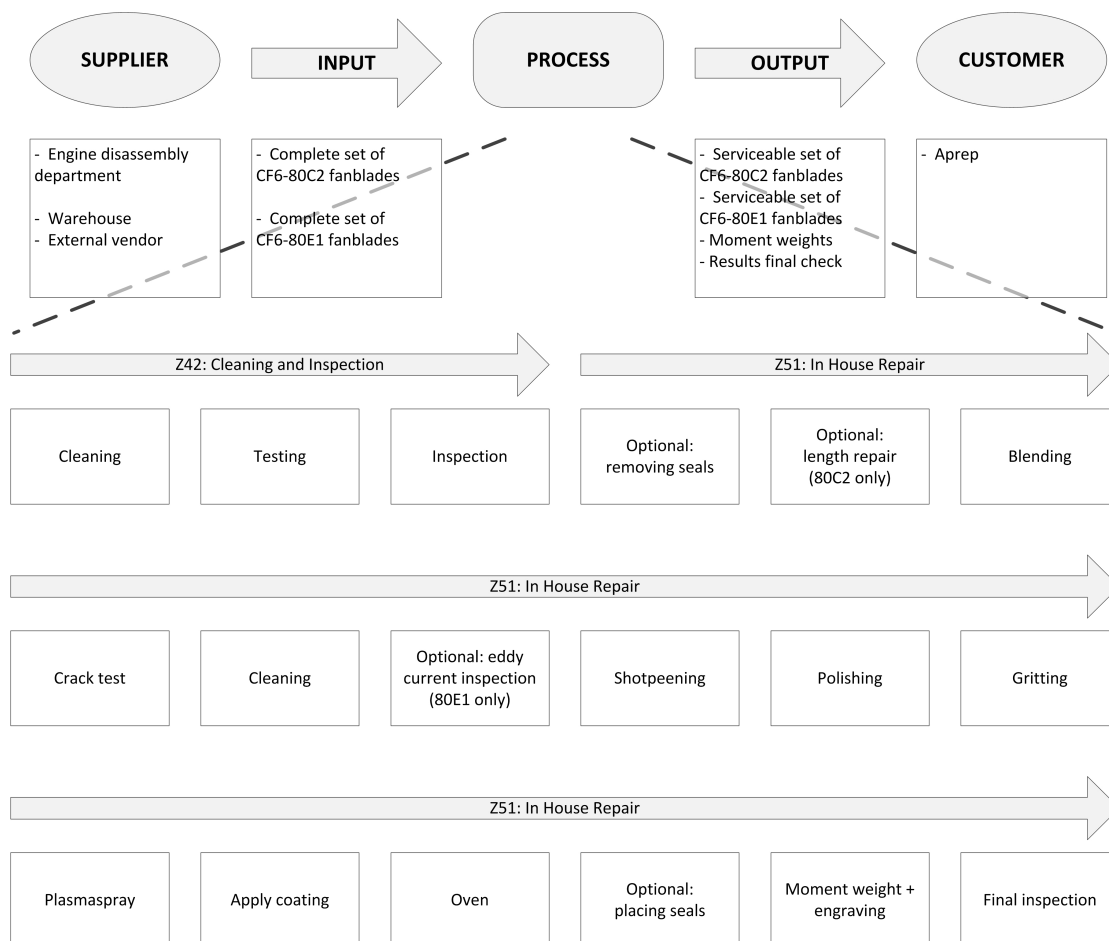 SUPPLIER
INPUT
PROCESS
OUTPUT
CUSTOMER
- Engine disassembly
department
- Warehouse
- External vendor
- Complete set of
CF6-80C2 fanblades
- Complete set of
CF6-80E1 fanblades
- Serviceable set of
CF6-80C2 fanblades
- Serviceable set of
CF6-80E1 fanblades
- Moment weights
- Results final check
- Aprep
Z42: Cleaning and Inspection
Z51: In House Repair
Cleaning
Testing
Inspection
Optional:
removing seals
Optional:
length repair
(80C2 only)
Blending
Z51: In House Repair
Crack test
Cleaning
Optional: eddy
current inspection
(80E1 only)
Shotpeening
Polishing
Gritting
Z51: In House Repair
Plasmaspray
Apply coating
Oven
Optional:
placing seals
Moment weight +
engraving
Final inspection